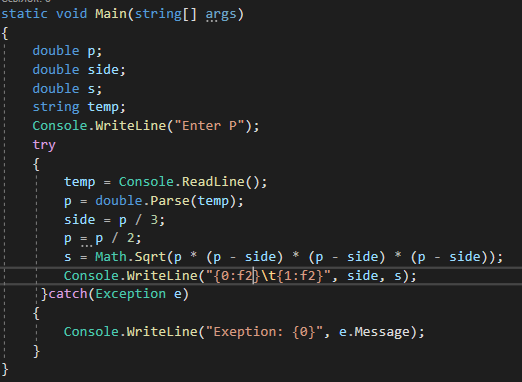 static void Main(string[] args)
{
double p;
double side;
double s;
string temp;
Console.WriteLine("Enter P");
try
{
temp = Console.ReadLine();
p = double.Parse(temp);
side = p / 3;
p = p / 2;
s = Math.Sqrt(p * (p - side) * (p - side) * (p - side));
Console.WriteLine("{0:f2}\t{1:f2}", side, s);
}catch(Exception e)
{
Console.WriteLine("Exeption: {0}", e.Message);
}
}